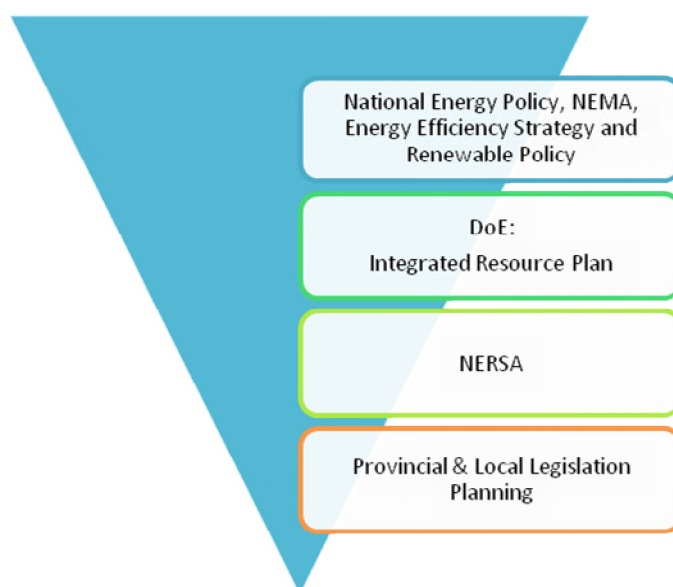 National Energy Policy, NEMA,
Energy Efficiency Strategy and
Renewable Policy
DoE:
Integrated Resource Plan
NERSA
Provincial & Local Legislation
Planning